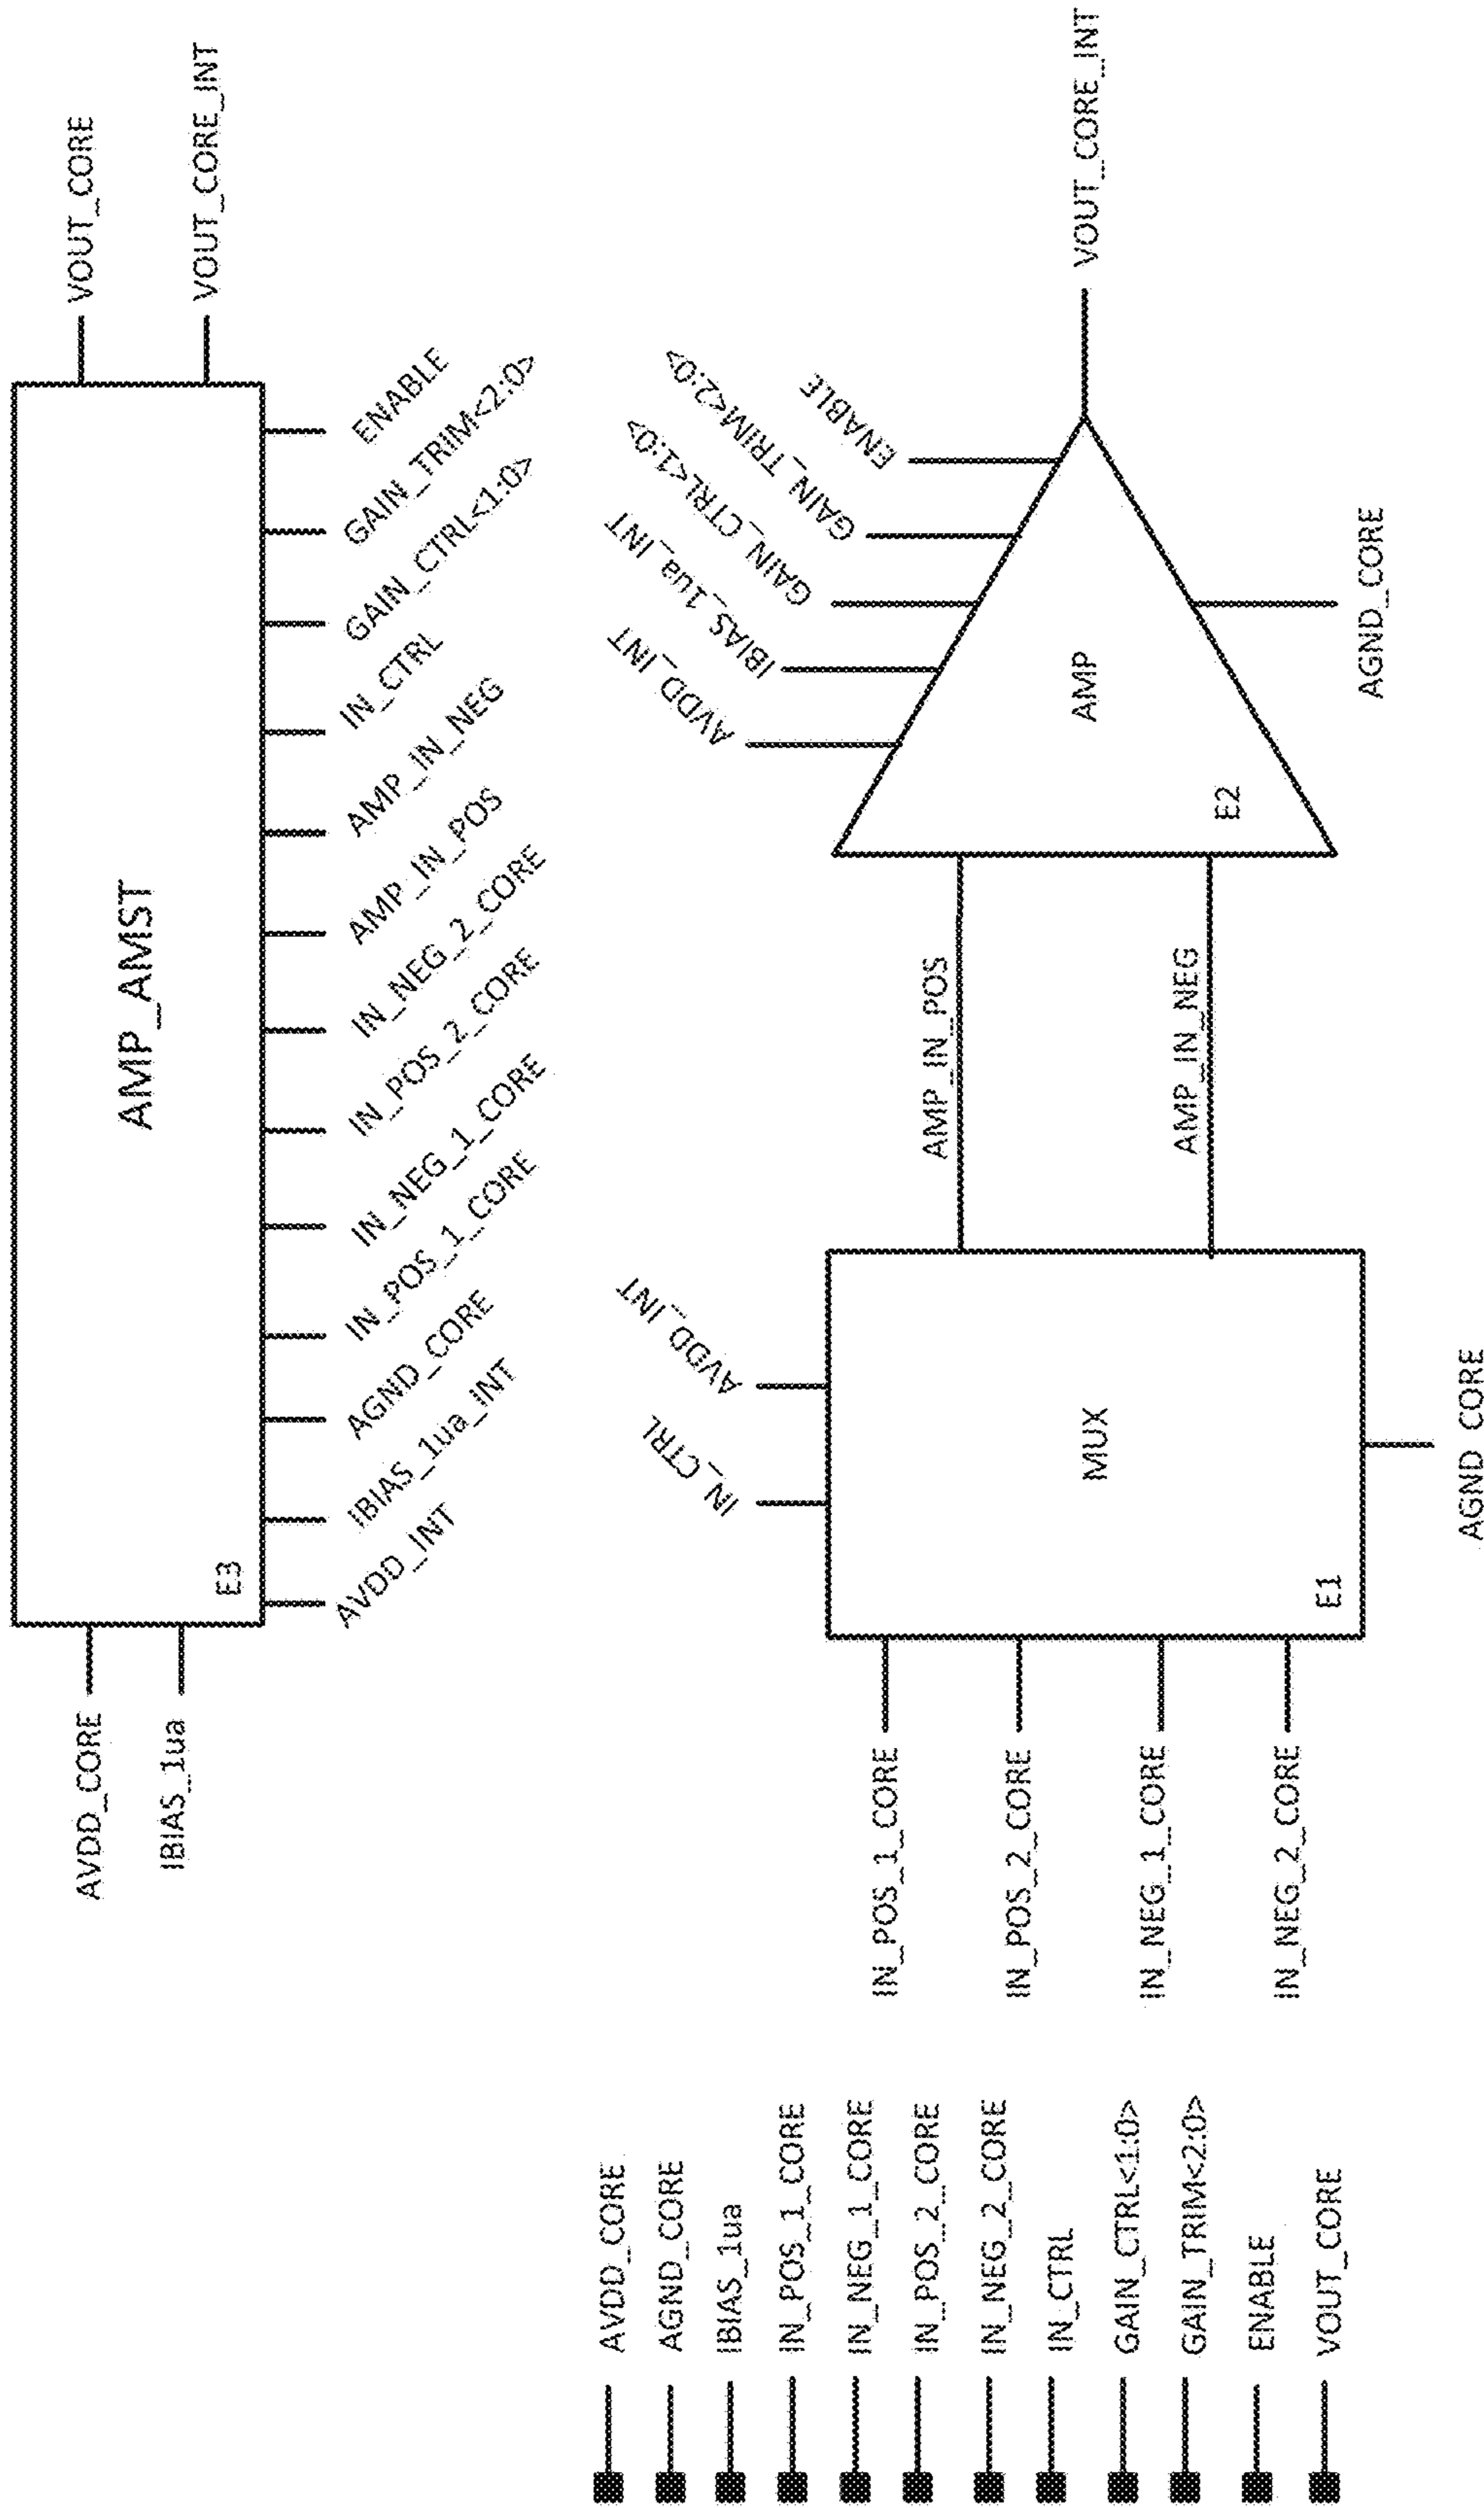 AMP_AMST
E3
AVDD_CORE
IBIAS_1ua
VOUT_CORE
VOUT_CORE_INT
AVDD_INT
IBIAS_1ua_INT
AGND_CORE
IN_POS_1_CORE
IN_NEG_1_CORE
IN_POS_2_CORE
IN_NEG_2_CORE
AMP_IN_POS
AMP_IN_NEG
IN_CTRL
GAIN_CTRL<1:0>
GAIN_TRIM<2:0>
ENABLE
AVDD_CORE
AGND_CORE
IBIAS_1ua
IN_POS_1_CORE
IN_NEG_1_CORE
IN_POS_2_CORE
IN_NEG_2_CORE
IN_CTRL
GAIN_CTRL<1:0>
GAIN_TRIM<2:0>
ENABLE
VOUT_CORE
IN_POS_1_CORE
IN_POS_2_CORE
IN_NEG_1_CORE
IN_NEG_2_CORE
IN_CTRL
AVDD_INT
MUX
E1
AGND_CORE
AMP_IN_POS
AMP_IN_NEG
AVDD_INT
IBIAS_1ua_INT
GAIN_CTRL<1:0>
GAIN_TRIM<2:0>
ENABLE
AMP
E2
AGND_CORE
VOUT_CORE_INT